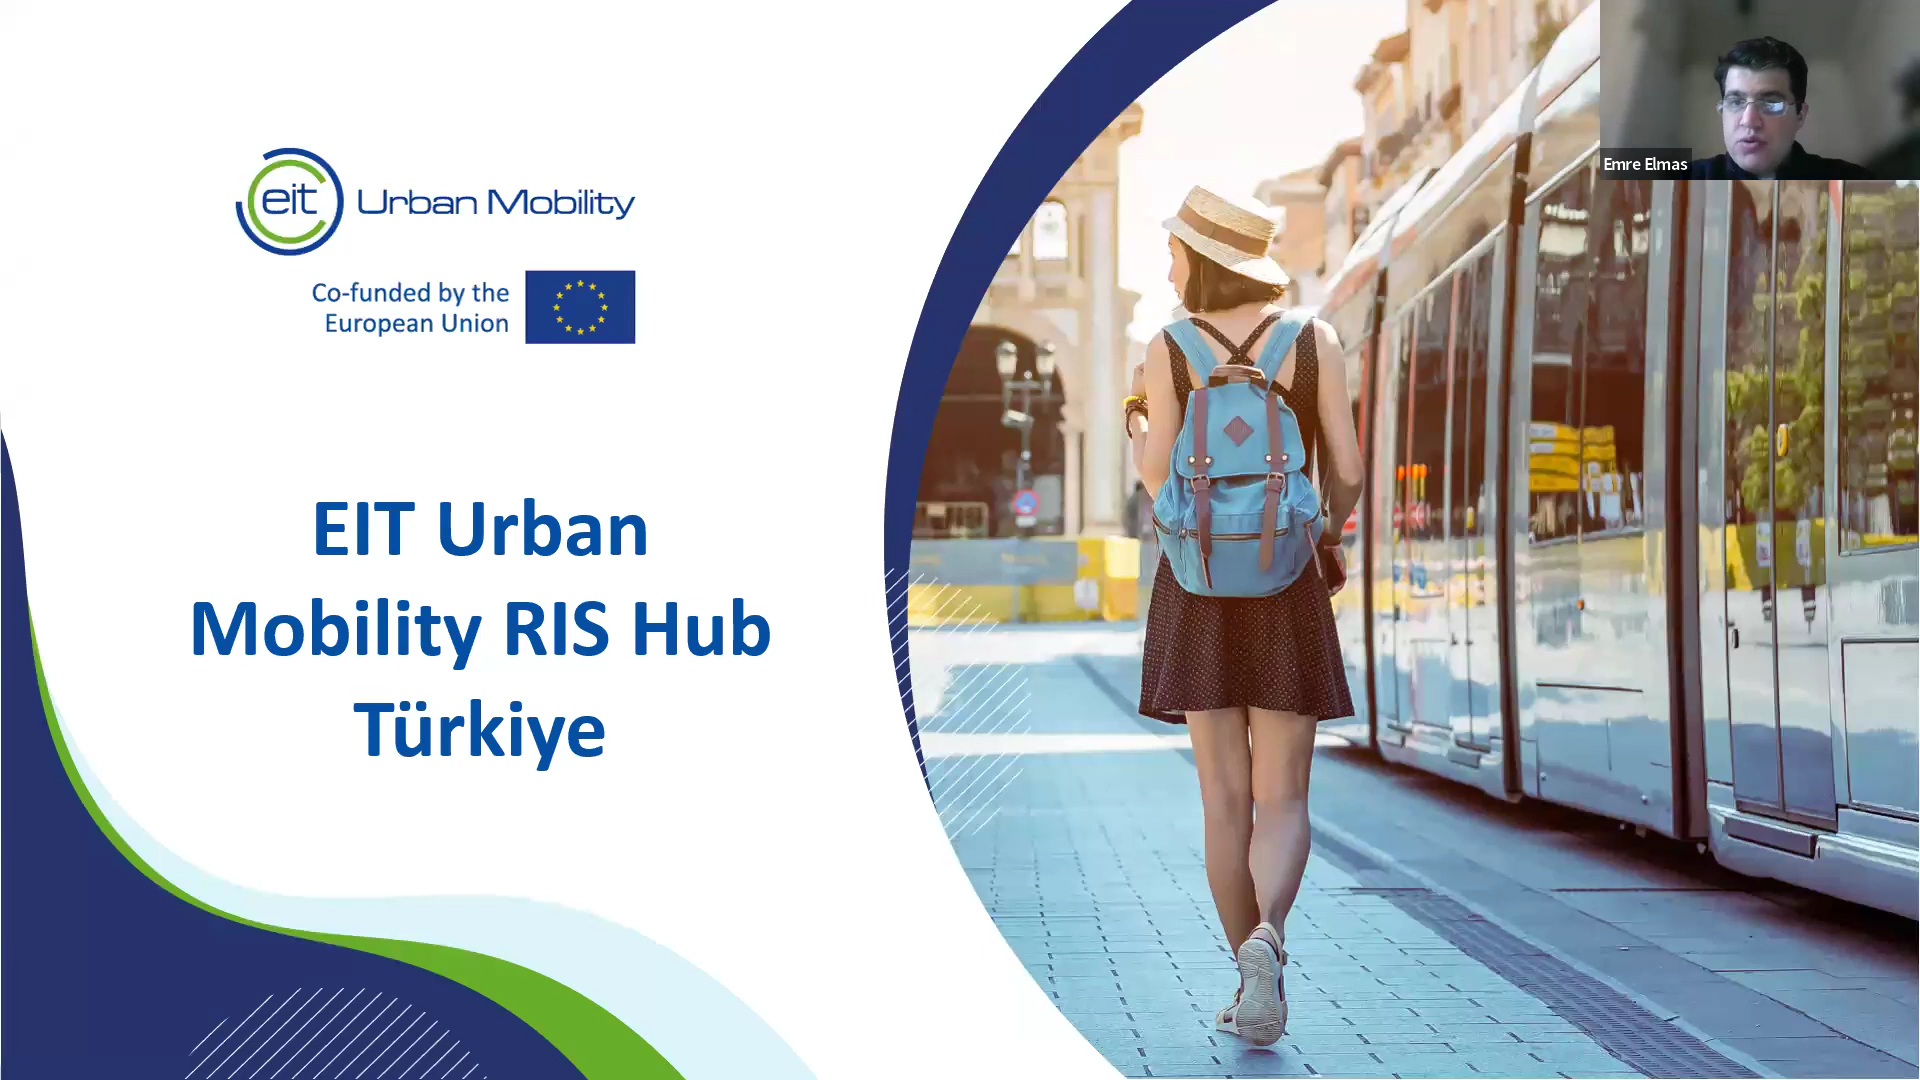 eit Urban Mobility
Co-funded by the
European Union
EIT Urban
Mobility RIS Hub
Türkiye
Emre Elmas